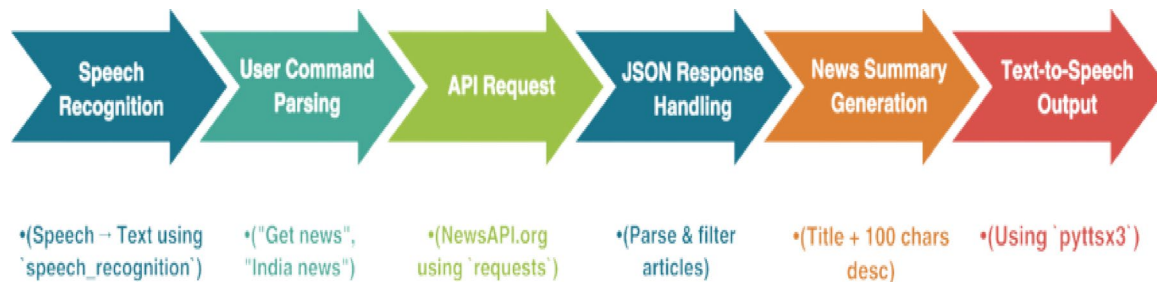 Speech
Recognition
User Command
Parsing
API Request
JSON Response
Handling
News Summary
Generation
Text-to-Speech
Output
•(Speech → Text using
`speech_recognition`)
•("Get news",
"India news")
•(NewsAPI.org
using `requests`)
•(Parse & filter
articles)
•(Title + 100 chars
desc)
•(Using `pyttsx3`)